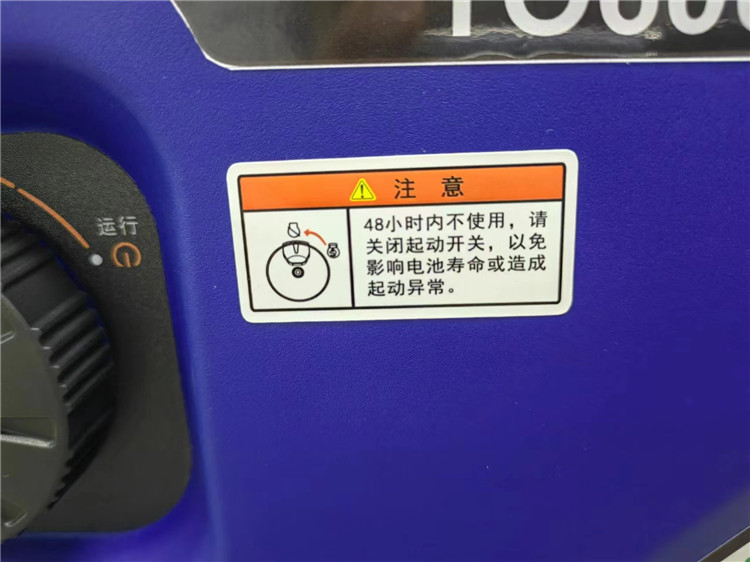 注 意
48小时内不使用，请
关闭起动开关，以免
影响电池寿命或造成
起动异常。
运行